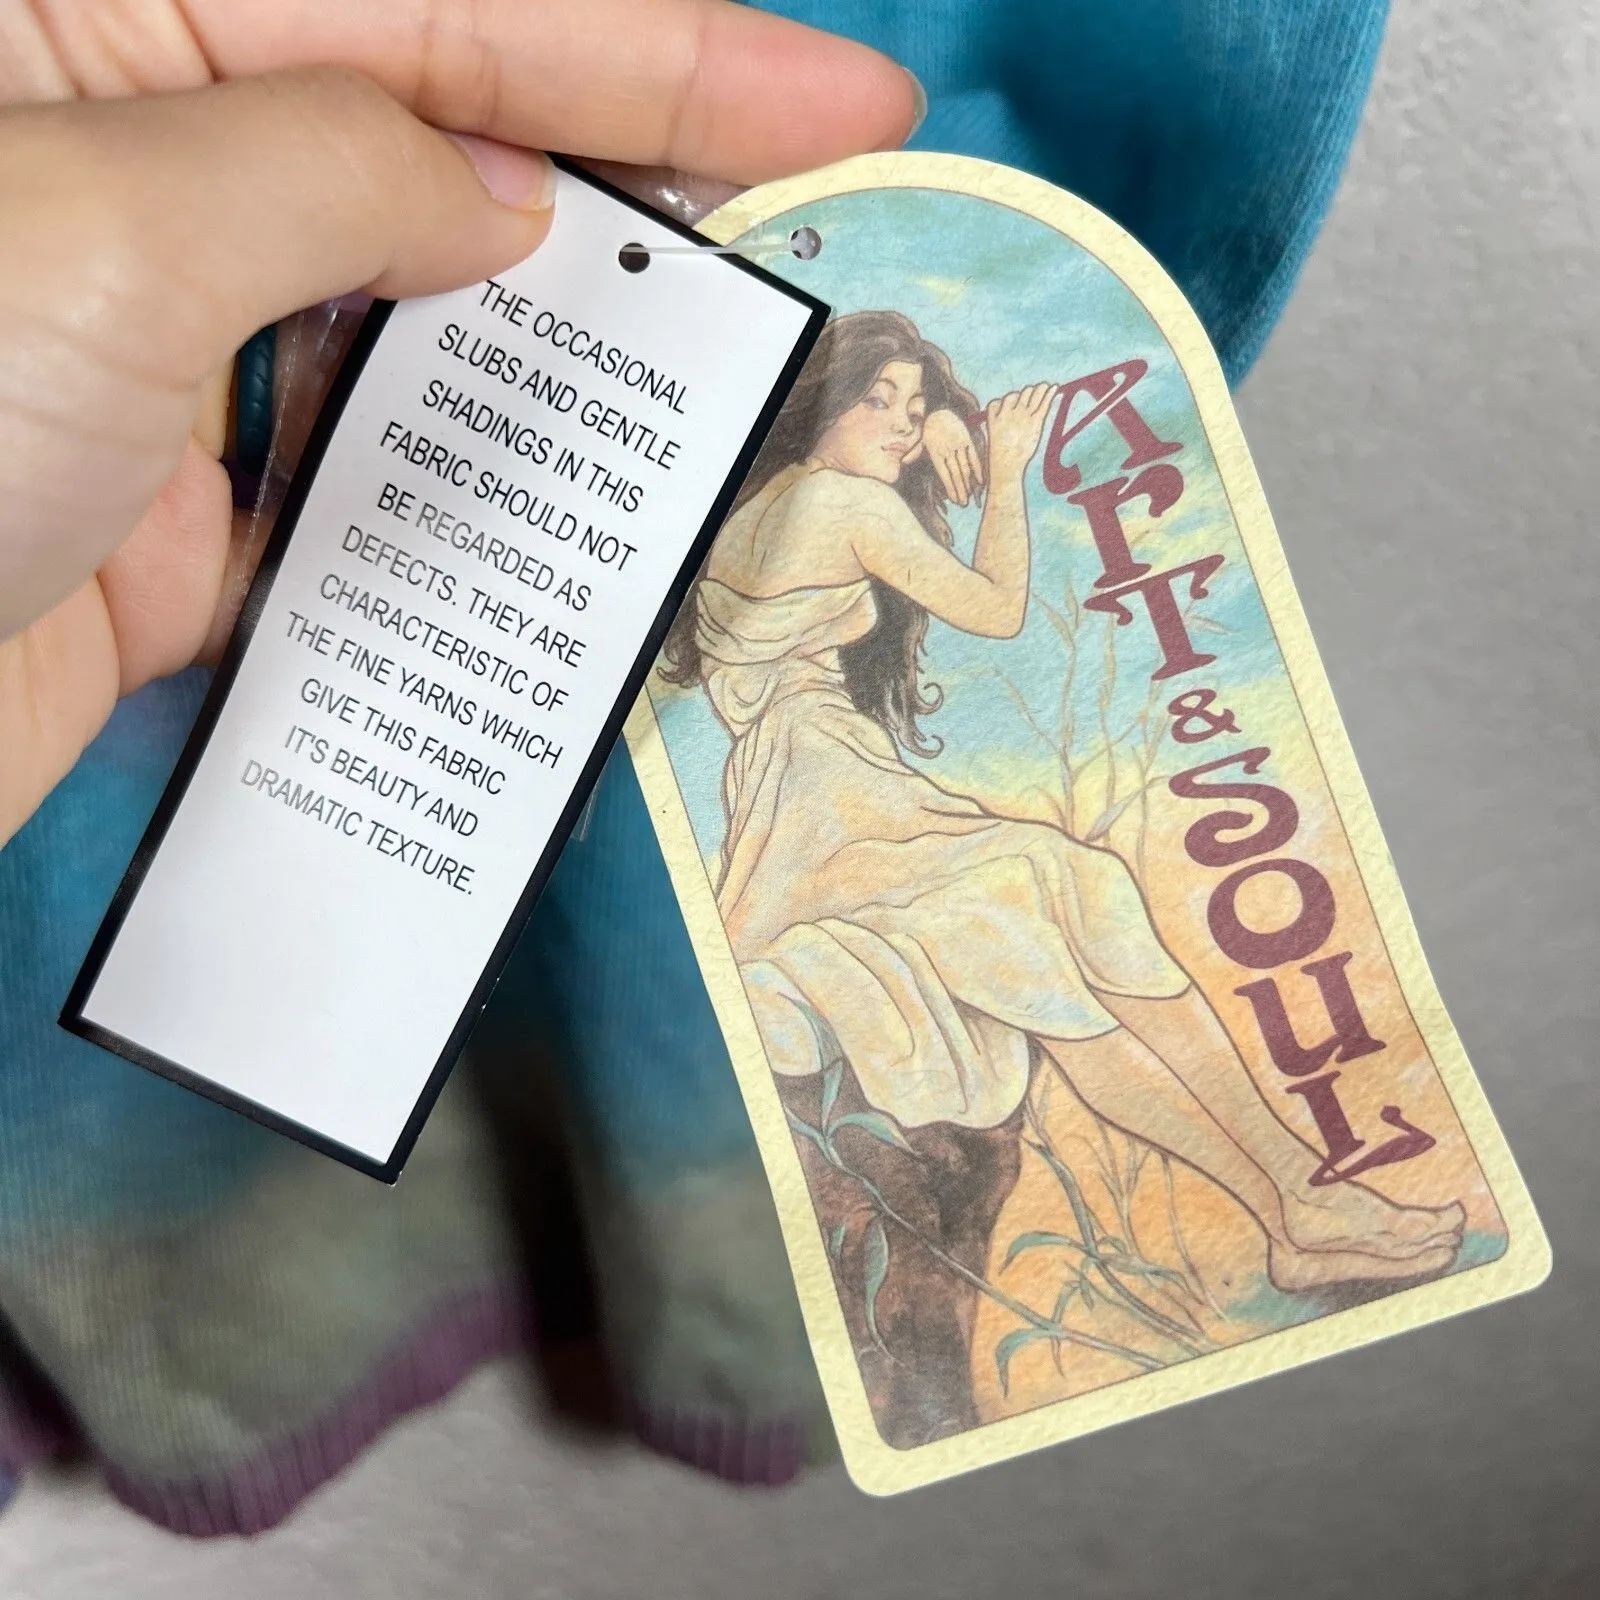 THE OCCASIONAL
SLUBS AND GENTLE
SHADINGS IN THIS
FABRIC SHOULD NOT
BE REGARDED AS
DEFECTS. THEY ARE
CHARACTERISTIC OF
THE FINE YARNS WHICH
GIVE THIS FABRIC
IT'S BEAUTY AND
DRAMATIC TEXTURE.
ART
&
SOUL